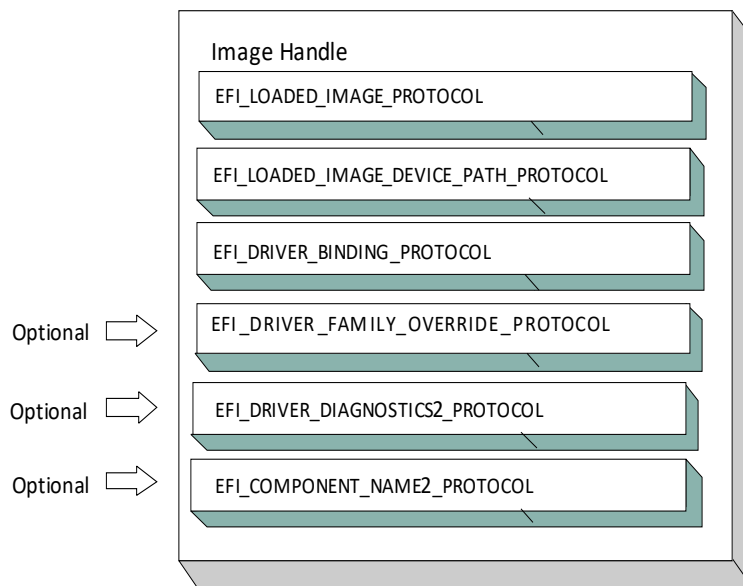 Image Handle
EFI_LOADED_IMAGE_PROTOCOL
EFI_LOADED_IMAGE_DEVICE_PATH_PROTOCOL
EFI_DRIVER_BINDING_PROTOCOL
Optional
EFI_DRIVER_FAMILY_OVERRIDE_PROTOCOL
Optional
EFI_DRIVER_DIAGNOSTICS2_PROTOCOL
Optional
EFI_COMPONENT_NAME2_PROTOCOL